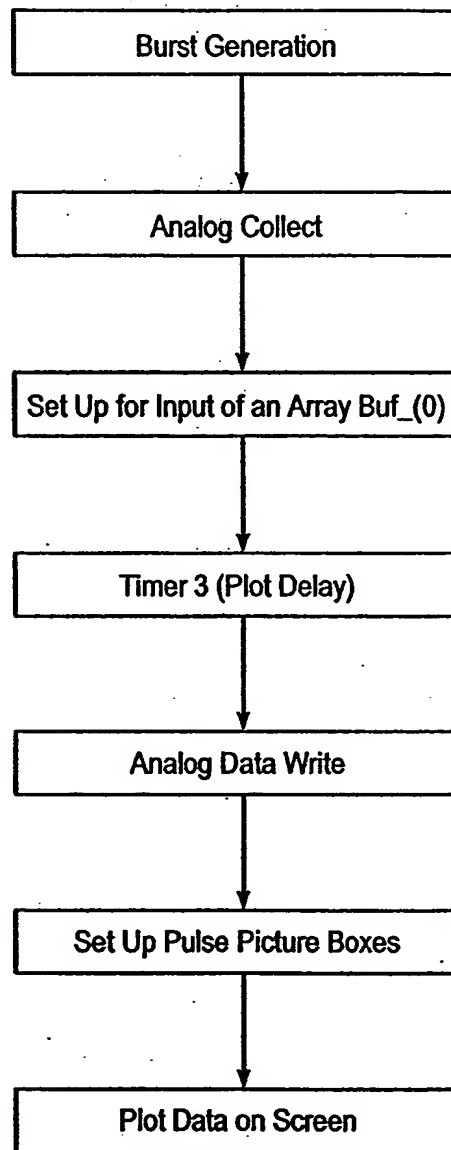 Burst Generation
Analog Collect
Set Up for Input of an Array Buf_(0)
Timer 3 (Plot Delay)
Analog Data Write
Set Up Pulse Picture Boxes
Plot Data on Screen